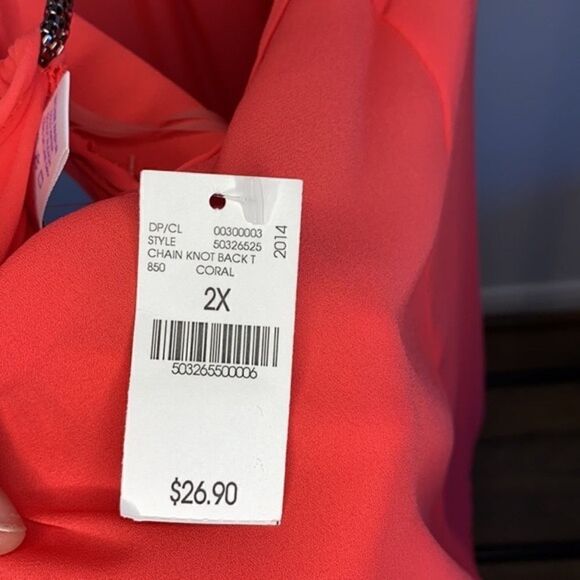 DP/CL 00300003
STYLE 50326525
CHAIN KNOT BACK T
850 CORAL
2014
2X
503265500006
$26.90